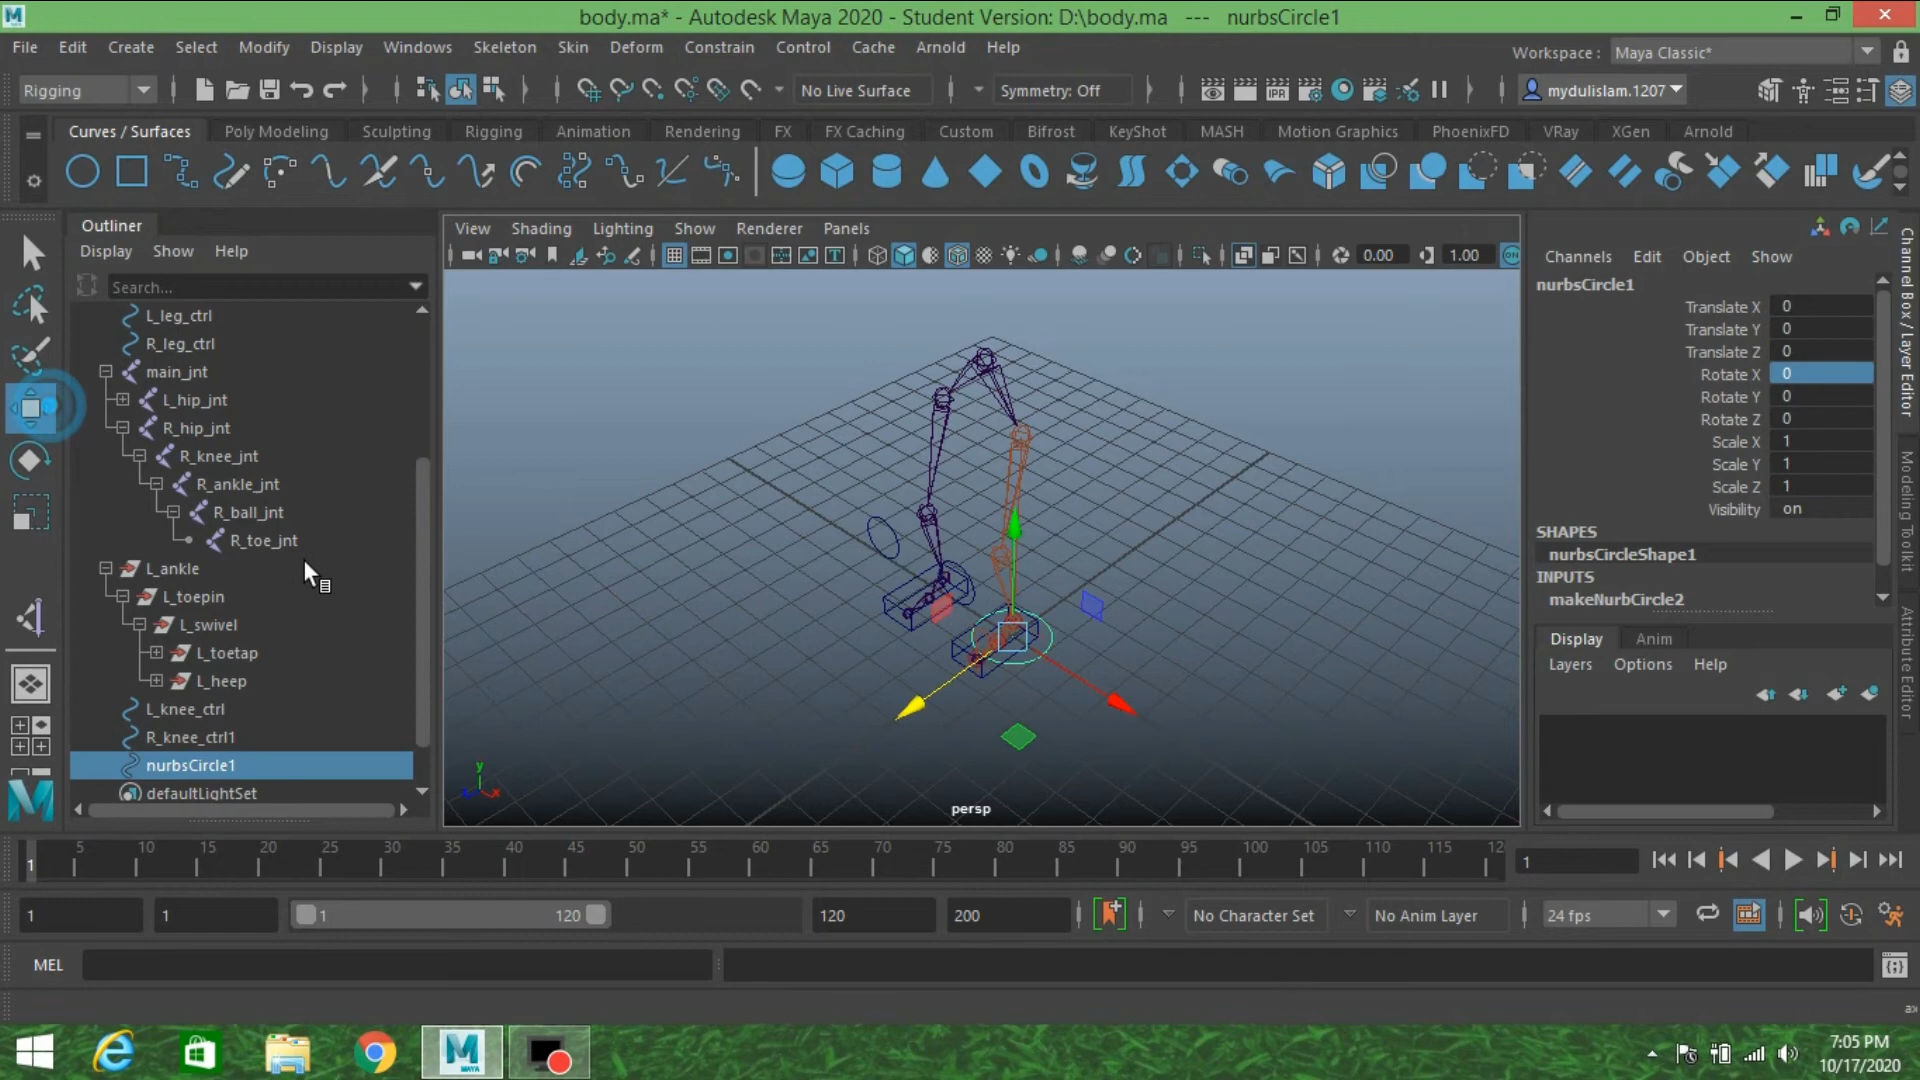 body.ma* - Autodesk Maya 2020 - Student Version: D:\body.ma --- nurbsCircle1
File Edit Create Select Modify Display Windows Skeleton Skin Deform Constrain Control Cache Arnold Help
Workspace : Maya Classic*
Rigging No Live Surface Symmetry: Off IPR mydulislam.1207
Curves / Surfaces Poly Modeling Sculpting Rigging Animation Rendering FX FX Caching Custom Bifrost KeyShot MASH Motion Graphics PhoenixFD VRay XGen Arnold
Outliner
Display Show Help
Search...
L_leg_ctrl
R_leg_ctrl
main_jnt
L_hip_jnt
R_hip_jnt
R_knee_jnt
R_ankle_jnt
R_ball_jnt
R_toe_jnt
L_ankle
L_toepin
L_swivel
L_toetap
L_heep
L_knee_ctrl
R_knee_ctrl1
nurbsCircle1
defaultLightSet
View Shading Lighting Show Renderer Panels
0.00 1.00 ON
y
x
persp
Channels Edit Object Show
nurbsCircle1
Translate X 0
Translate Y 0
Translate Z 0
Rotate X 0
Rotate Y 0
Rotate Z 0
Scale X 1
Scale Y 1
Scale Z 1
Visibility on
SHAPES
nurbsCircleShape1
INPUTS
makeNurbCircle2
Display Anim
Layers Options Help
Channel Box / Layer Editor
Modeling Toolkit
Attribute Editor
1 5 10 15 20 25 30 35 40 45 50 55 60 65 70 75 80 85 90 95 100 105 110 115 12
1
1 1 1 120 120 200 No Character Set No Anim Layer 24 fps
MEL
MAYA
7:05 PM
10/17/2020